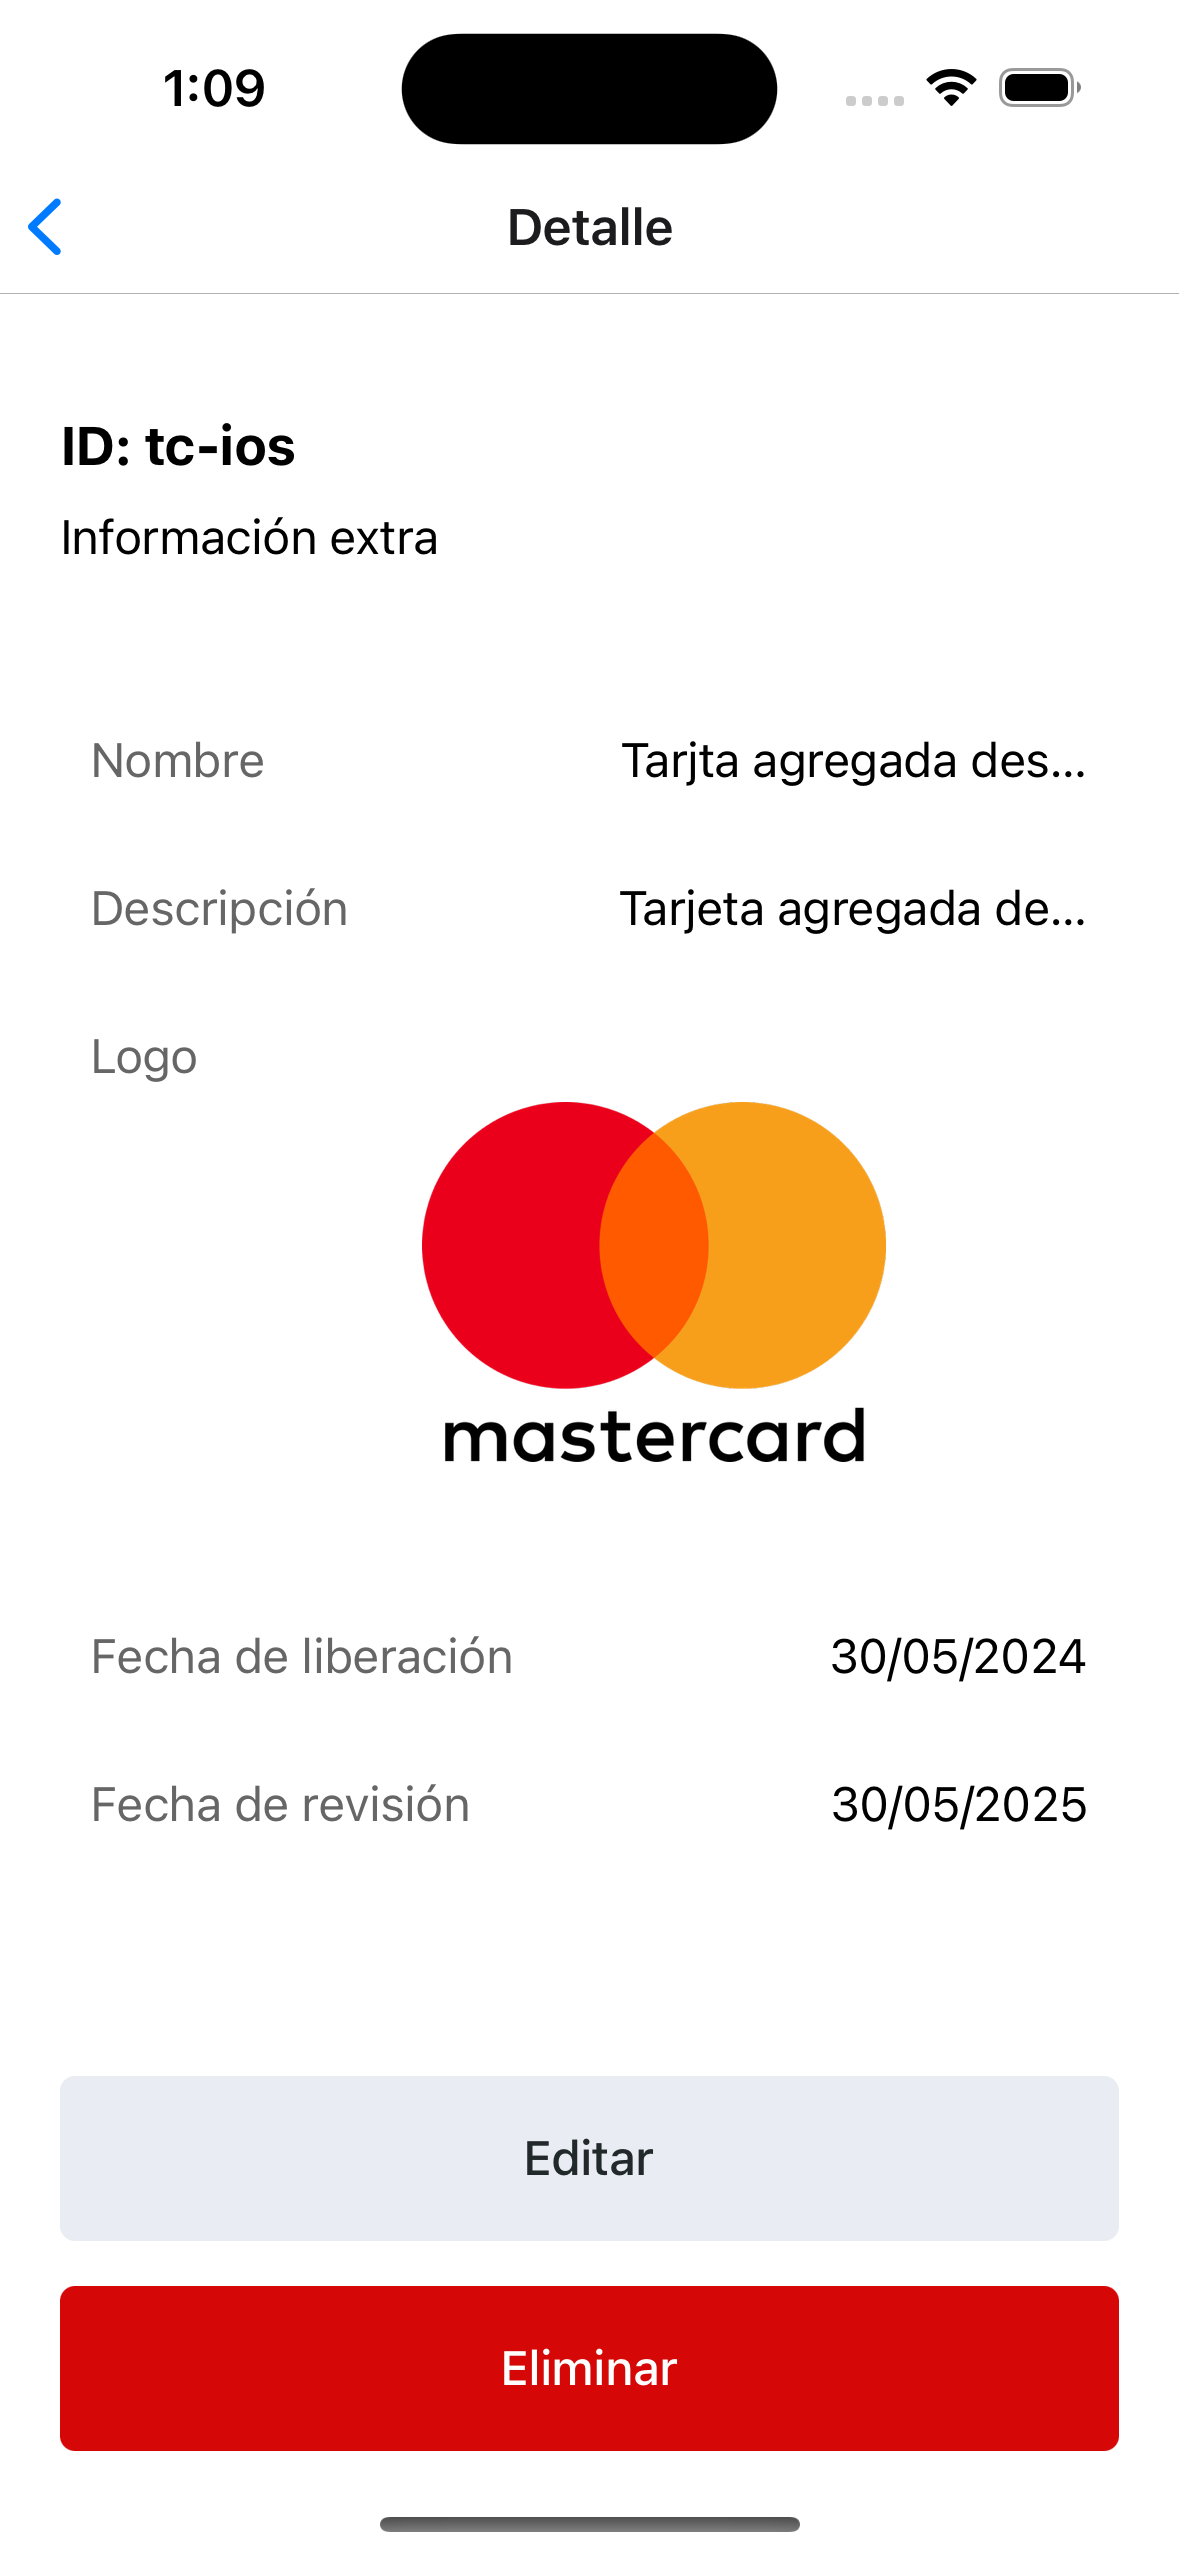 1:09
Detalle
ID: tc-ios
Información extra
Nombre Tarjta agregada des...
Descripción Tarjeta agregada de...
Logo
mastercard
Fecha de liberación 30/05/2024
Fecha de revisión 30/05/2025
Editar
Eliminar